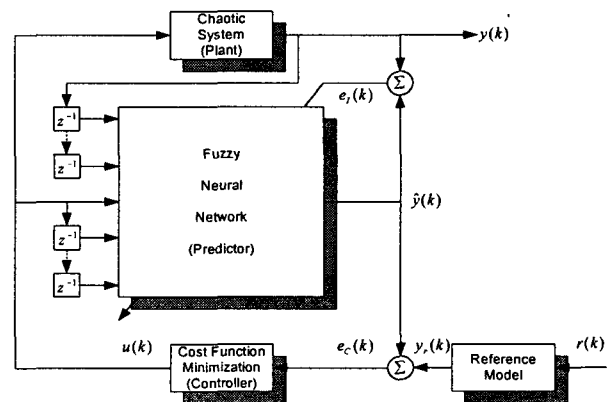 Chaotic
System
(Plant)
y(k)
Σ
e_I(k)
z⁻¹
z⁻¹
Fuzzy
Neural
Network
(Predictor)
ŷ(k)
z⁻¹
z⁻¹
u(k)
Cost Function
Minimization
(Controller)
e_C(k)
Σ
y_r(k)
Reference
Model
r(k)